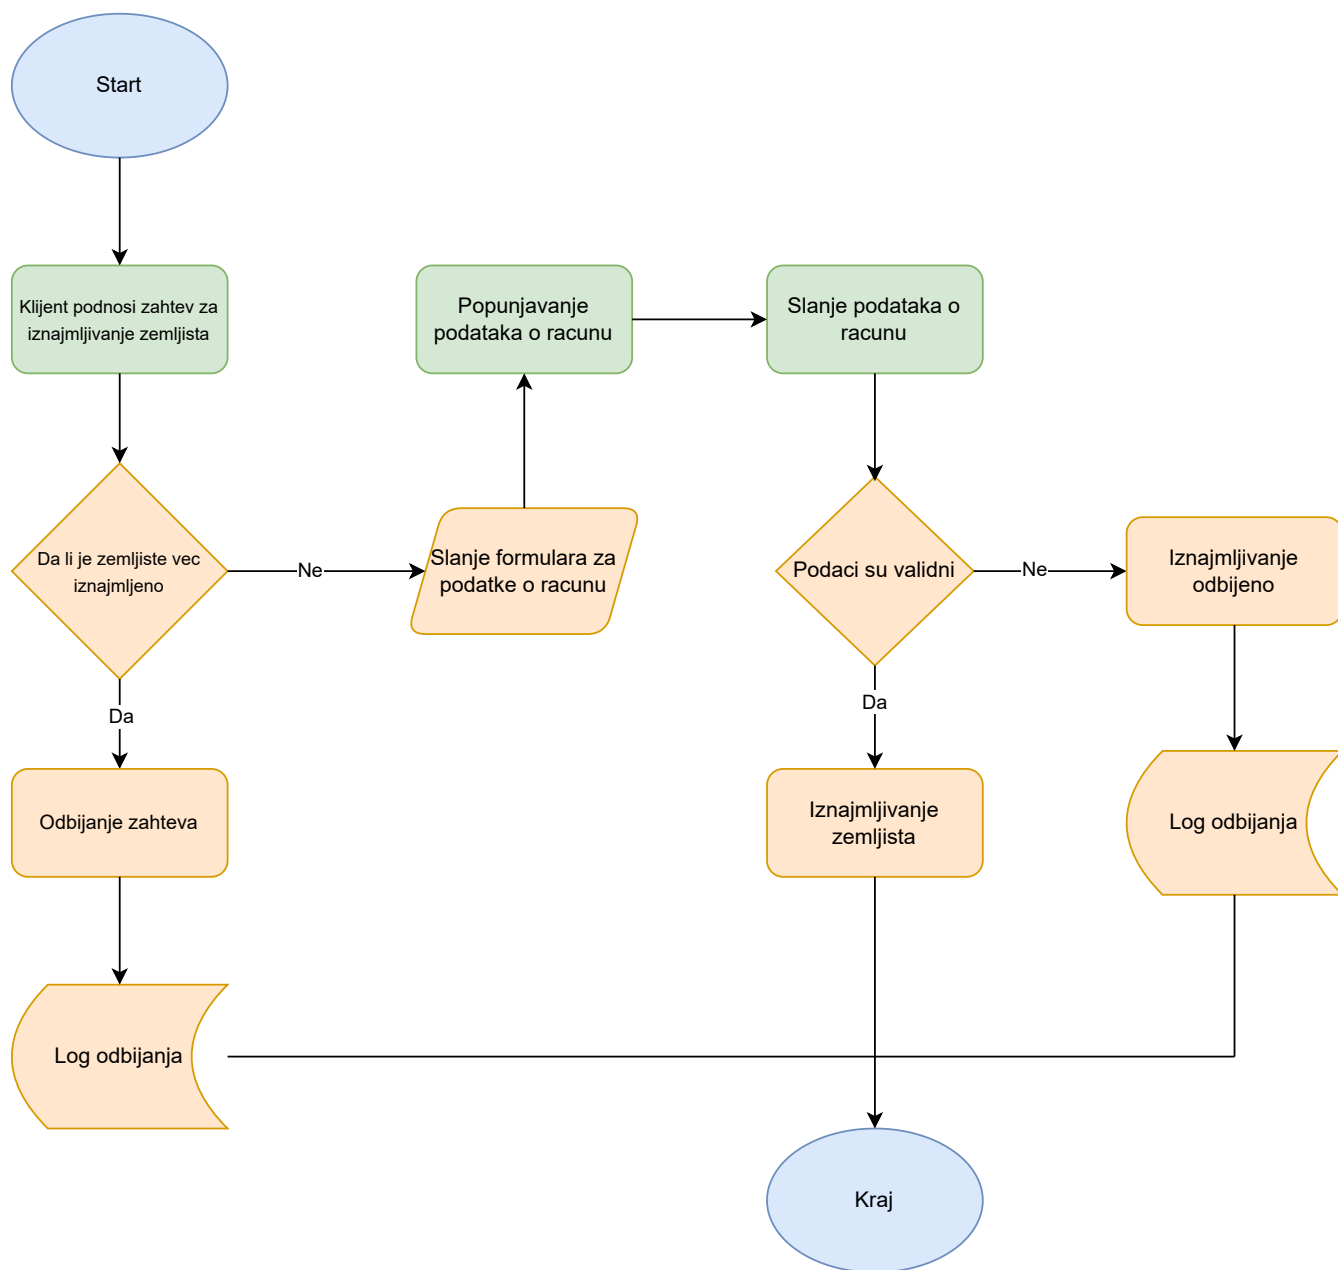 Start
Klijent podnosi zahtev za
iznajmljivanje zemljista
Popunjavanje
podataka o racunu
Slanje podataka o
racunu
Da li je zemljiste vec
iznajmljeno
Ne
Slanje formulara za
podatke o racunu
Podaci su validni
Ne
Iznajmljivanje
odbijeno
Da
Da
Odbijanje zahteva
Iznajmljivanje
zemljista
Log odbijanja
Log odbijanja
Kraj